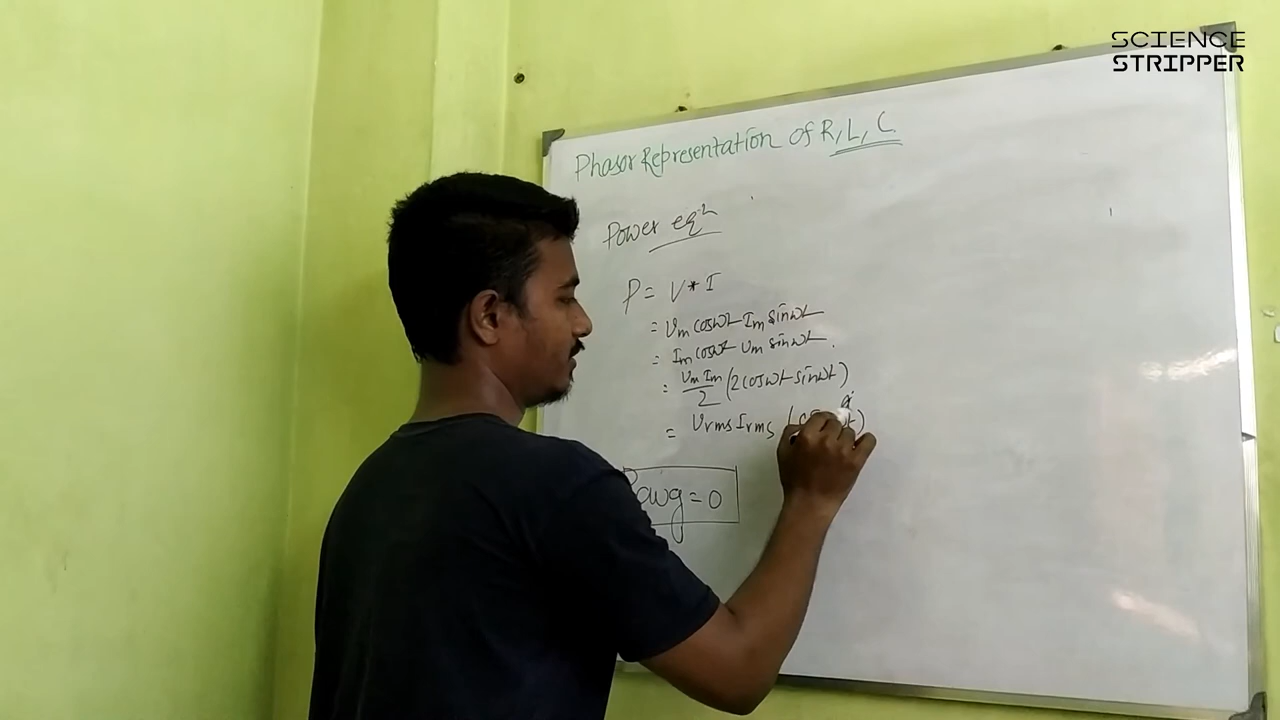 SCIENCE
STRIPPER
Phasor Representation of R, L, C.
Power eqn
P = V * I
= Vm cosωt Im sinωt
= Im cosωt Vm sinωt.
= Vm Im / 2 (2 cosωt sinωt)
= Vrms Irms (
avg = 0